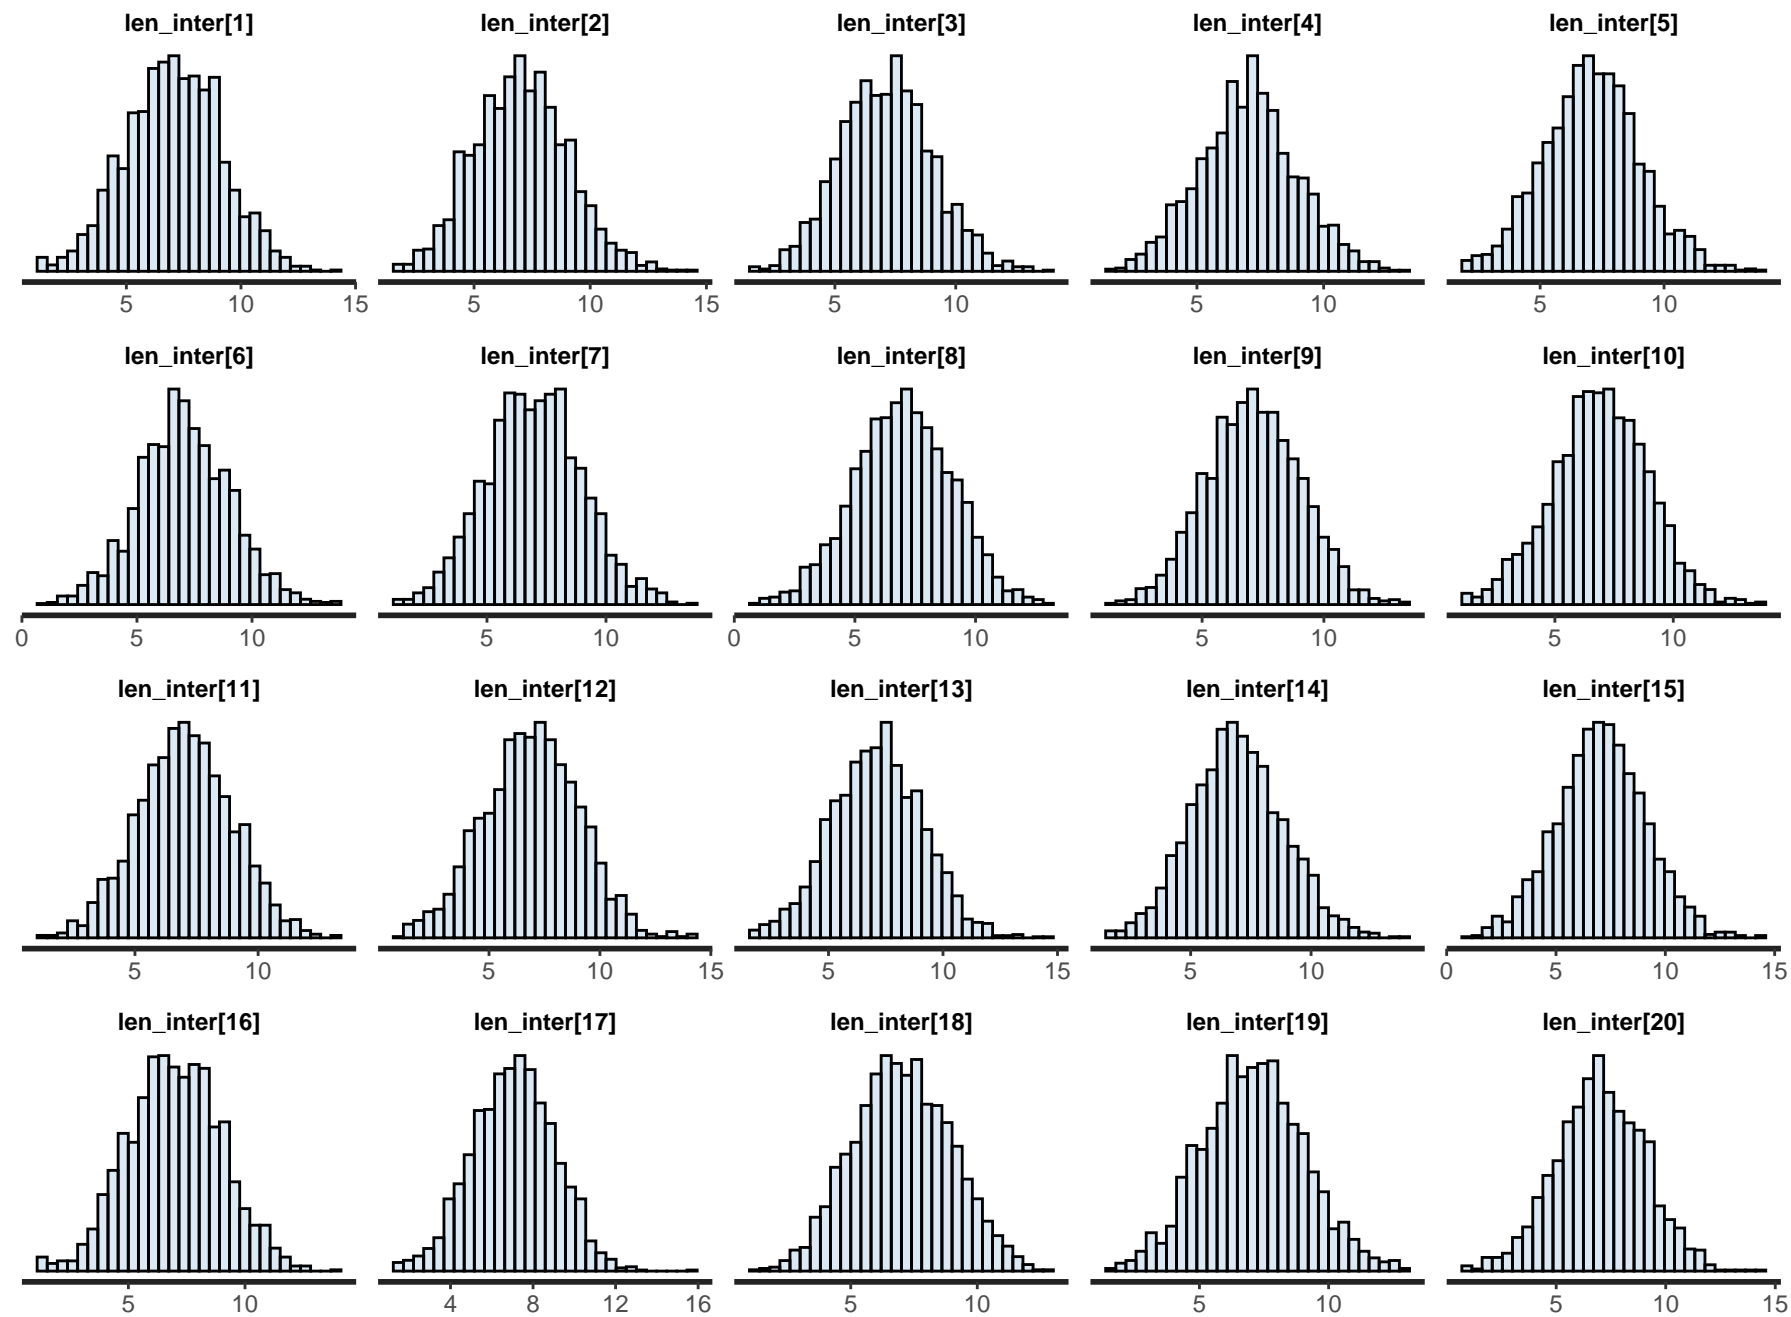 len_inter[1] len_inter[2] len_inter[3] len_inter[4] len_inter[5]
5 10 15 5 10 15 5 10 5 10 5 10
len_inter[6] len_inter[7] len_inter[8] len_inter[9] len_inter[10]
0 5 10 5 10 0 5 10 5 10 5 10
len_inter[11] len_inter[12] len_inter[13] len_inter[14] len_inter[15]
5 10 5 10 15 5 10 15 5 10 0 5 10 15
len_inter[16] len_inter[17] len_inter[18] len_inter[19] len_inter[20]
5 10 4 8 12 16 5 10 5 10 5 10 15